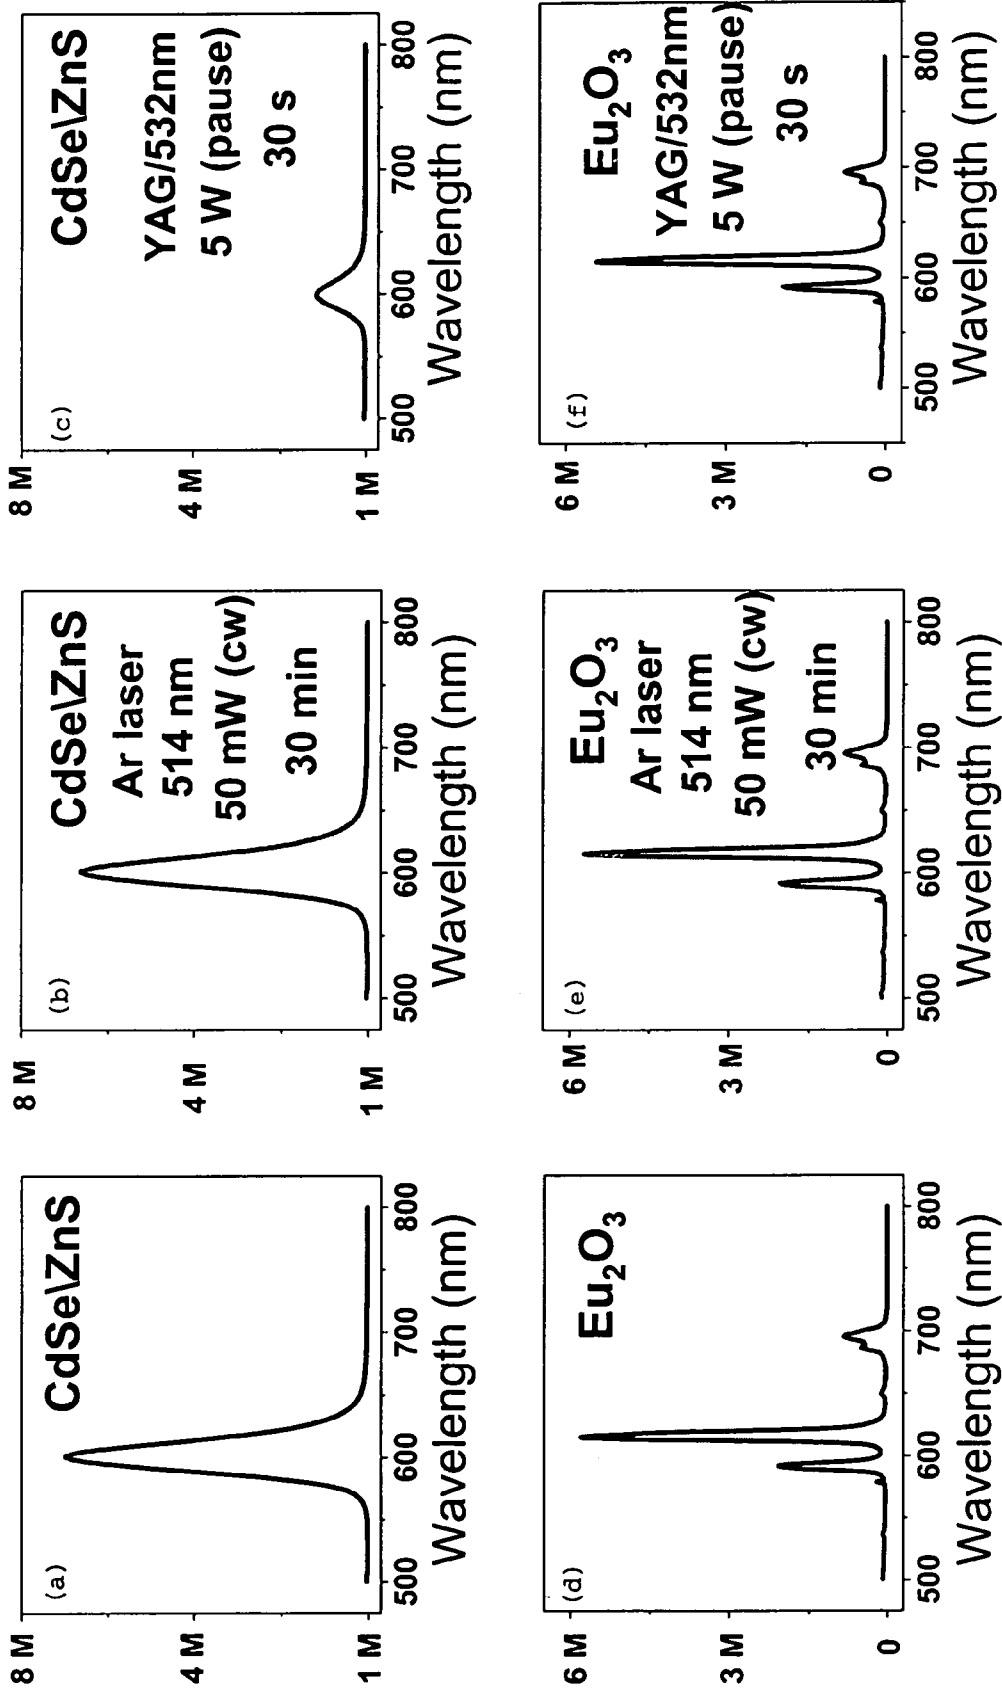 (a)
CdSe\ZnS
8 M
4 M
1 M
500
600
700
800
Wavelength (nm)
(b)
CdSe\ZnS
Ar laser
514 nm
50 mW (cw)
30 min
8 M
4 M
1 M
500
600
700
800
Wavelength (nm)
(c)
CdSe\ZnS
YAG/532nm
5 W (pause)
30 s
8 M
4 M
1 M
500
600
700
800
Wavelength (nm)
(d)
Eu₂O₃
6 M
3 M
0
500
600
700
800
Wavelength (nm)
(e)
Eu₂O₃
Ar laser
514 nm
50 mW (cw)
30 min
6 M
3 M
0
500
600
700
800
Wavelength (nm)
(f)
Eu₂O₃
YAG/532nm
5 W (pause)
30 s
6 M
3 M
0
500
600
700
800
Wavelength (nm)